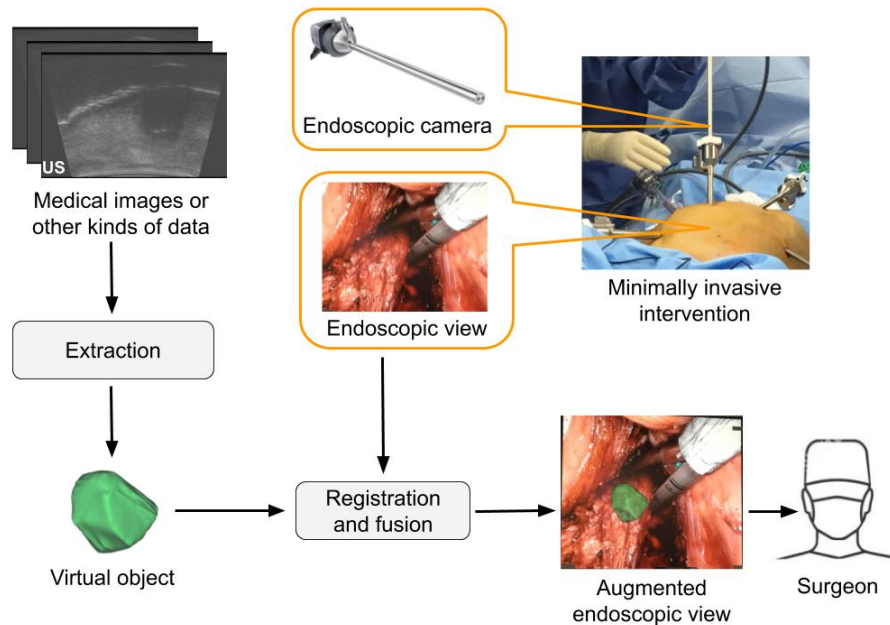 US
Medical images or
other kinds of data
Extraction
Virtual object
Endoscopic camera
Endoscopic view
Minimally invasive
intervention
Registration
and fusion
Augmented
endoscopic view
Surgeon